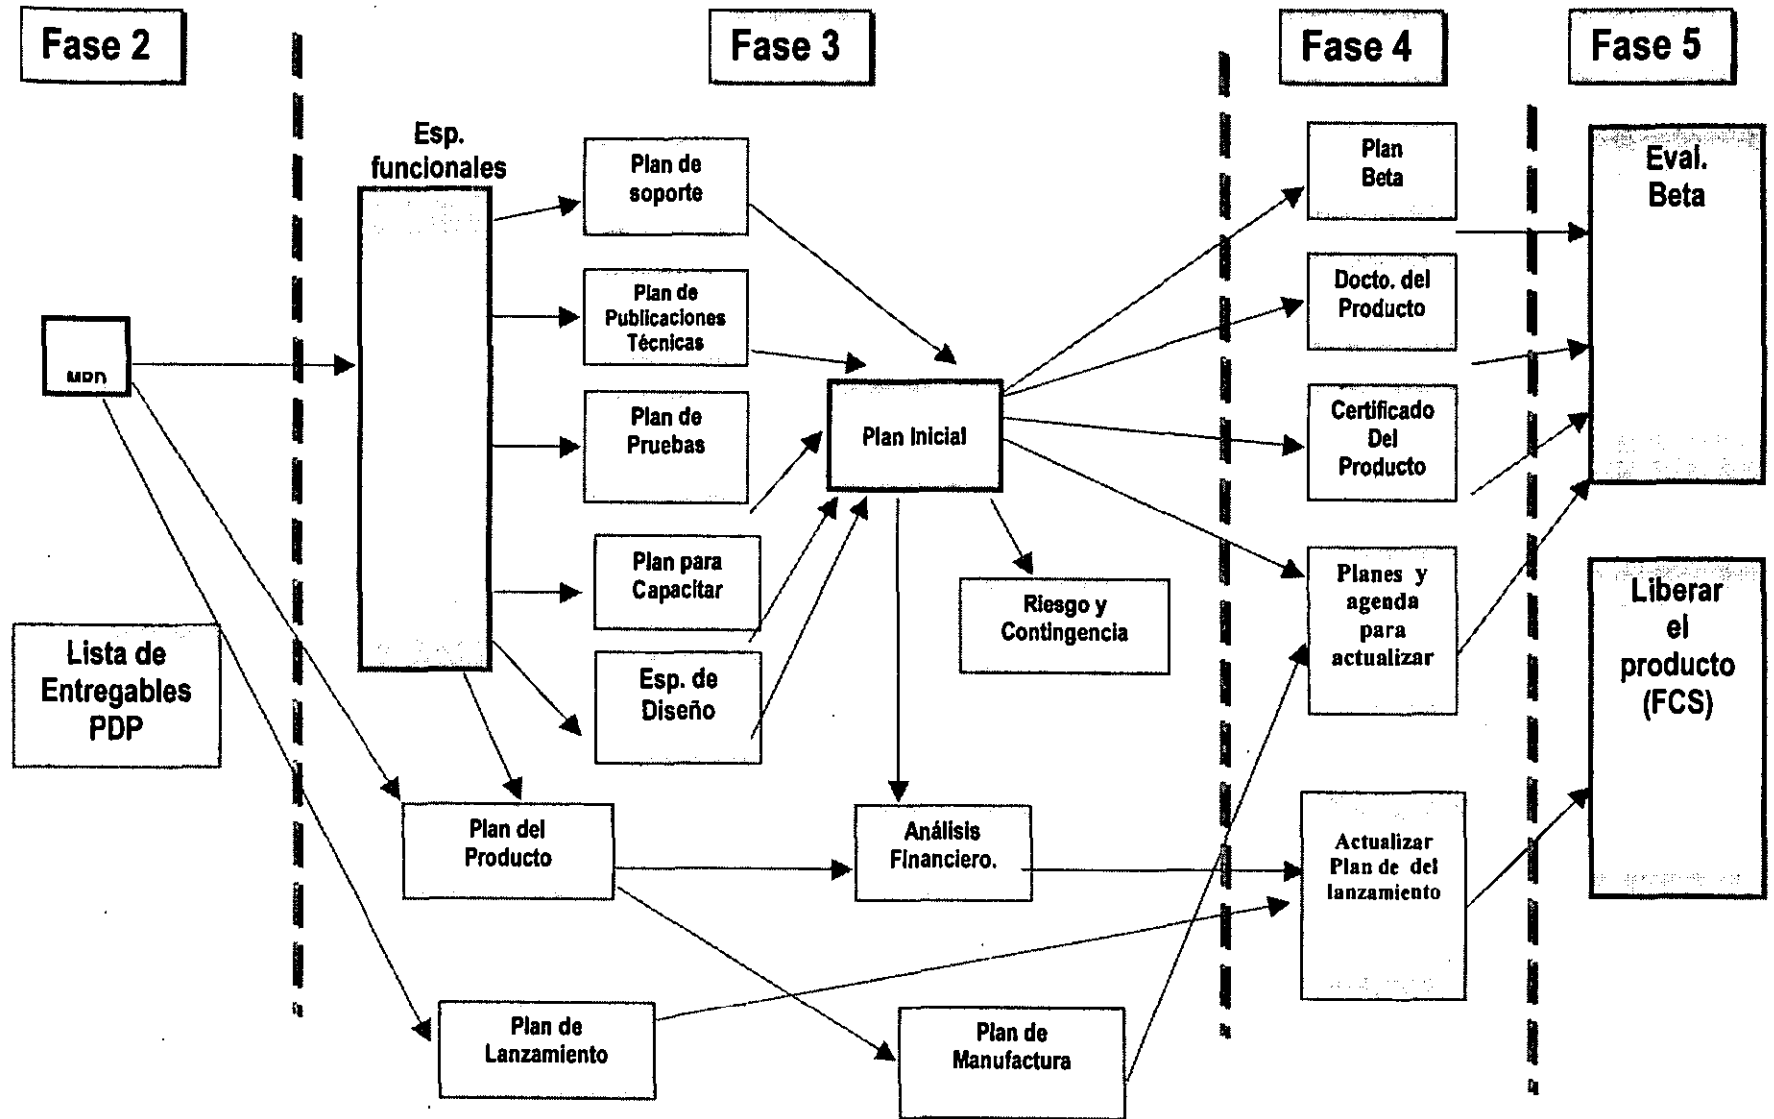 Fase 2
Fase 3
Fase 4
Fase 5
Esp.
funcionales
Plan de
soporte
Plan de
Publicaciones
Técnicas
Plan de
Pruebas
Plan para
Capacitar
Esp. de
Diseño
Lista de
Entregables
PDP
Plan del
Producto
Plan de
Lanzamiento
Plan Inicial
Riesgo y
Contingencia
Análisis
Financiero.
Plan de
Manufactura
Plan
Beta
Docto. del
Producto
Certificado
Del
Producto
Planes y
agenda
para
actualizar
Actualizar
Plan de del
lanzamiento
Eval.
Beta
Liberar
el
producto
(FCS)